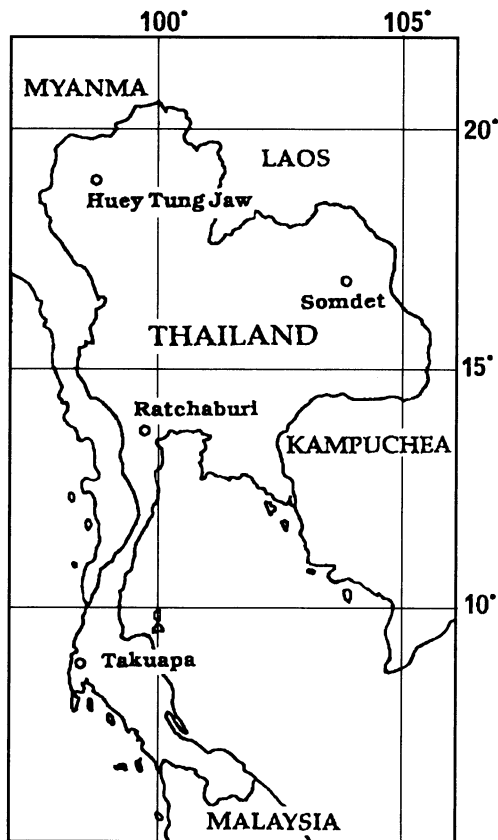 100° 105°
MYANMA
20°
LAOS
Huey Tung Jaw
Somdet
THAILAND
15°
Ratchaburi
KAMPUCHEA
10°
Takuapa
MALAYSIA